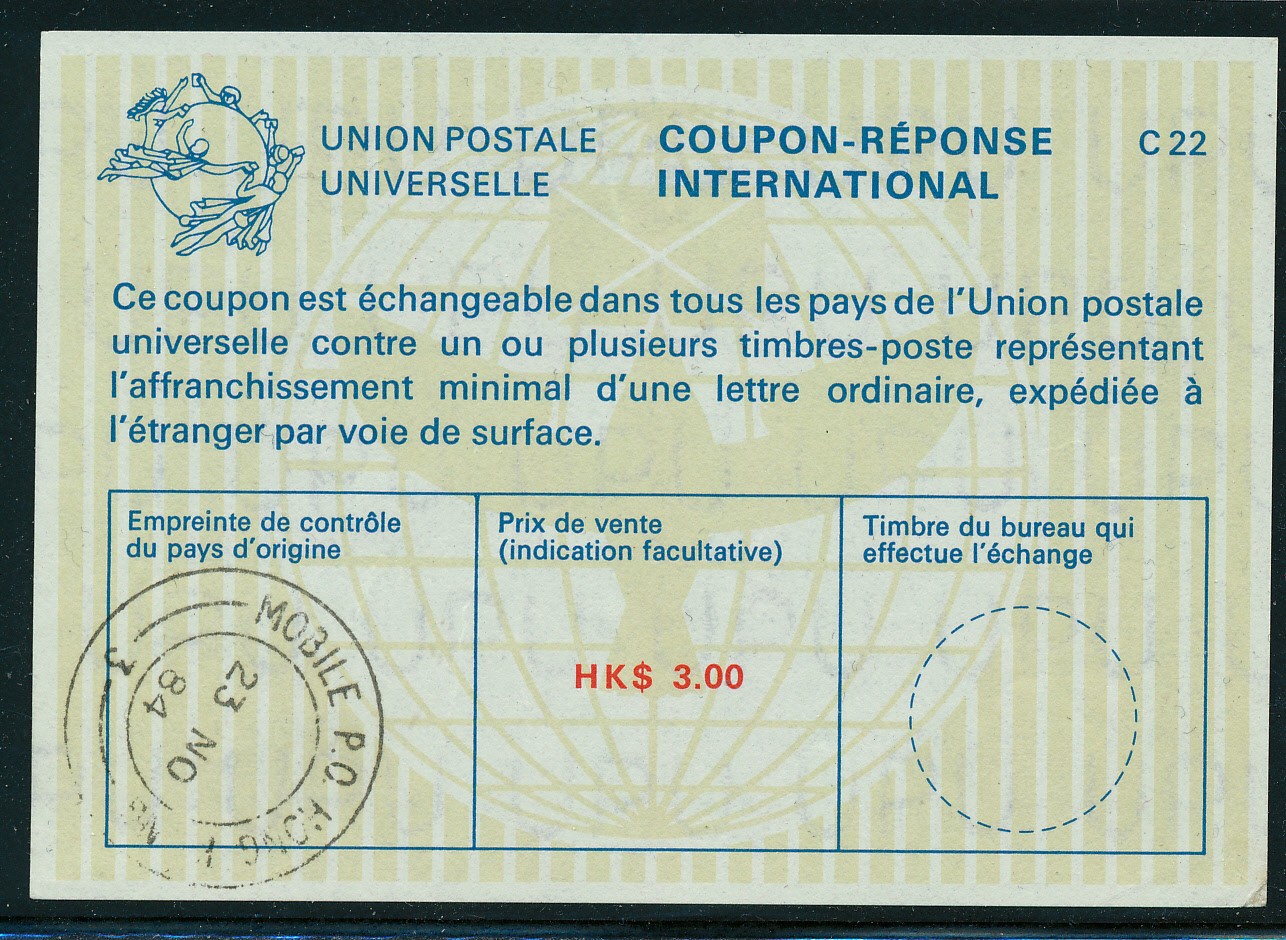 UNION POSTALE
UNIVERSELLE
COUPON-RÉPONSE
INTERNATIONAL
C 22
Ce coupon est échangeable dans tous les pays de l'Union postale
universelle contre un ou plusieurs timbres-poste représentant
l'affranchissement minimal d'une lettre ordinaire, expédiée à
l'étranger par voie de surface.
Empreinte de contrôle
du pays d'origine
Prix de vente
(indication facultative)
Timbre du bureau qui
effectue l'échange
HK$ 3.00
MOBILE P.O. HONG
3
23 NO
84